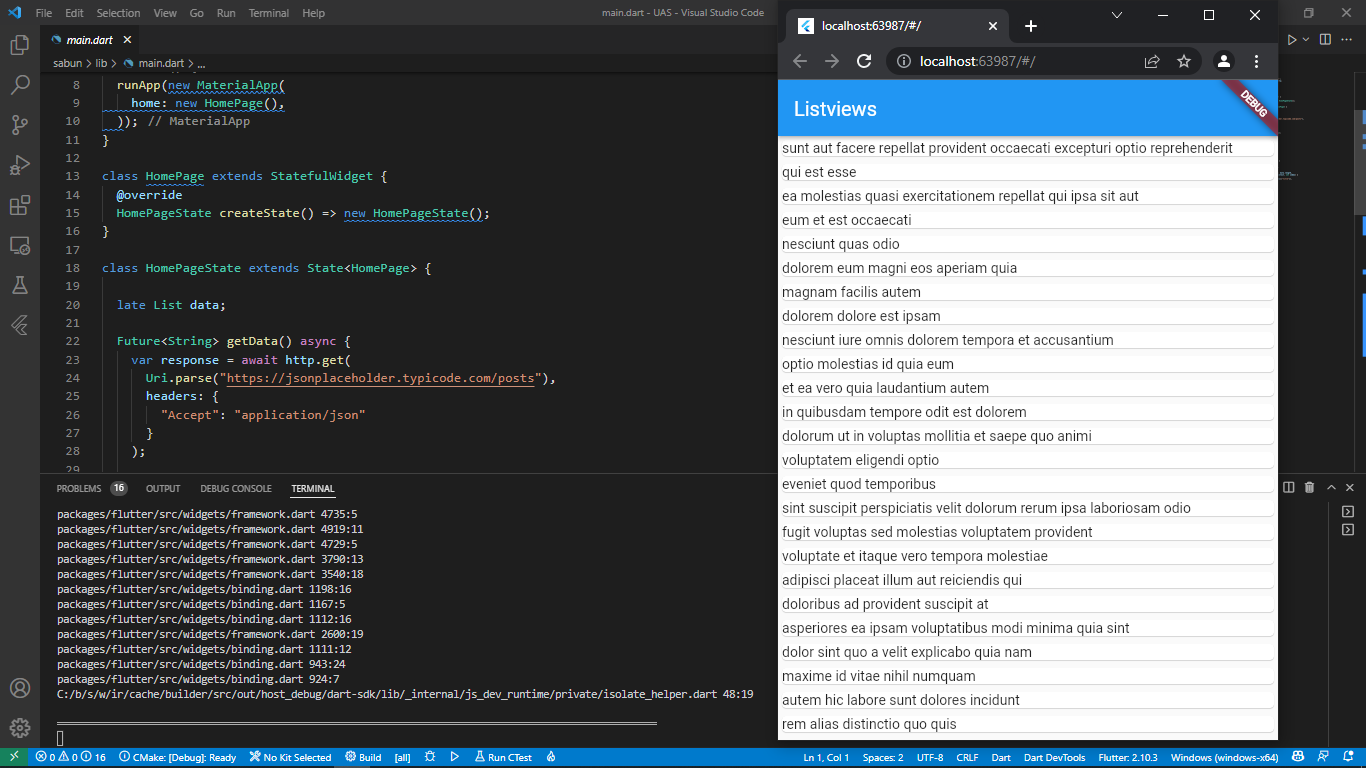 File Edit Selection View Go Run Terminal Help
main.dart - UAS - Visual Studio Code
main.dart
sabun > lib > main.dart > ...
8 runApp(new MaterialApp(
9 home: new HomePage(),
10 )); // MaterialApp
11 }
12
13 class HomePage extends StatefulWidget {
14 @override
15 HomePageState createState() => new HomePageState();
16 }
17
18 class HomePageState extends State<HomePage> {
19
20 late List data;
21
22 Future<String> getData() async {
23 var response = await http.get(
24 Uri.parse("https://jsonplaceholder.typicode.com/posts"),
25 headers: {
26 "Accept": "application/json"
27 }
28 );
29
PROBLEMS 16 OUTPUT DEBUG CONSOLE TERMINAL
packages/flutter/src/widgets/framework.dart 4735:5
packages/flutter/src/widgets/framework.dart 4919:11
packages/flutter/src/widgets/framework.dart 4729:5
packages/flutter/src/widgets/framework.dart 3790:13
packages/flutter/src/widgets/framework.dart 3540:18
packages/flutter/src/widgets/binding.dart 1198:16
packages/flutter/src/widgets/binding.dart 1167:5
packages/flutter/src/widgets/binding.dart 1112:16
packages/flutter/src/widgets/framework.dart 2600:19
packages/flutter/src/widgets/binding.dart 1111:12
packages/flutter/src/widgets/binding.dart 943:24
packages/flutter/src/widgets/binding.dart 924:7
C:/b/s/w/ir/cache/builder/src/out/host_debug/dart-sdk/lib/_internal/js_dev_runtime/private/isolate_helper.dart 48:19
localhost:63987/#/
localhost:63987/#/
Listviews
DEBUG
sunt aut facere repellat provident occaecati excepturi optio reprehenderit
qui est esse
ea molestias quasi exercitationem repellat qui ipsa sit aut
eum et est occaecati
nesciunt quas odio
dolorem eum magni eos aperiam quia
magnam facilis autem
dolorem dolore est ipsam
nesciunt iure omnis dolorem tempora et accusantium
optio molestias id quia eum
et ea vero quia laudantium autem
in quibusdam tempore odit est dolorem
dolorum ut in voluptas mollitia et saepe quo animi
voluptatem eligendi optio
eveniet quod temporibus
sint suscipit perspiciatis velit dolorum rerum ipsa laboriosam odio
fugit voluptas sed molestias voluptatem provident
voluptate et itaque vero tempora molestiae
adipisci placeat illum aut reiciendis qui
doloribus ad provident suscipit at
asperiores ea ipsam voluptatibus modi minima quia sint
dolor sint quo a velit explicabo quia nam
maxime id vitae nihil numquam
autem hic labore sunt dolores incidunt
rem alias distinctio quo quis
0 0 16 CMake: [Debug]: Ready No Kit Selected Build [all] Run CTest Ln 1, Col 1 Spaces: 2 UTF-8 CRLF Dart Dart DevTools Flutter: 2.10.3 Windows (windows-x64)